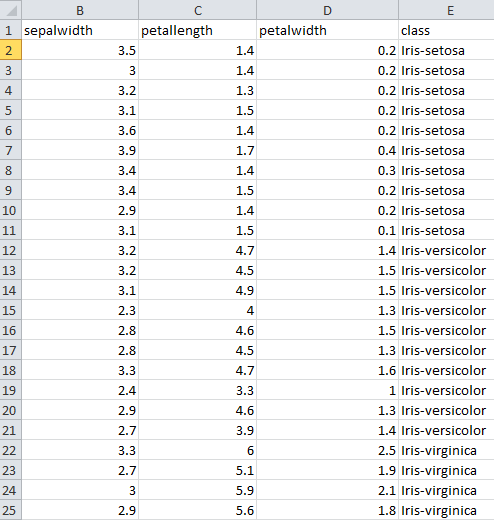 B C D E
1 sepalwidth petallength petalwidth class
2 3.5 1.4 0.2 Iris-setosa
3 3 1.4 0.2 Iris-setosa
4 3.2 1.3 0.2 Iris-setosa
5 3.1 1.5 0.2 Iris-setosa
6 3.6 1.4 0.2 Iris-setosa
7 3.9 1.7 0.4 Iris-setosa
8 3.4 1.4 0.3 Iris-setosa
9 3.4 1.5 0.2 Iris-setosa
10 2.9 1.4 0.2 Iris-setosa
11 3.1 1.5 0.1 Iris-setosa
12 3.2 4.7 1.4 Iris-versicolor
13 3.2 4.5 1.5 Iris-versicolor
14 3.1 4.9 1.5 Iris-versicolor
15 2.3 4 1.3 Iris-versicolor
16 2.8 4.6 1.5 Iris-versicolor
17 2.8 4.5 1.3 Iris-versicolor
18 3.3 4.7 1.6 Iris-versicolor
19 2.4 3.3 1 Iris-versicolor
20 2.9 4.6 1.3 Iris-versicolor
21 2.7 3.9 1.4 Iris-versicolor
22 3.3 6 2.5 Iris-virginica
23 2.7 5.1 1.9 Iris-virginica
24 3 5.9 2.1 Iris-virginica
25 2.9 5.6 1.8 Iris-virginica